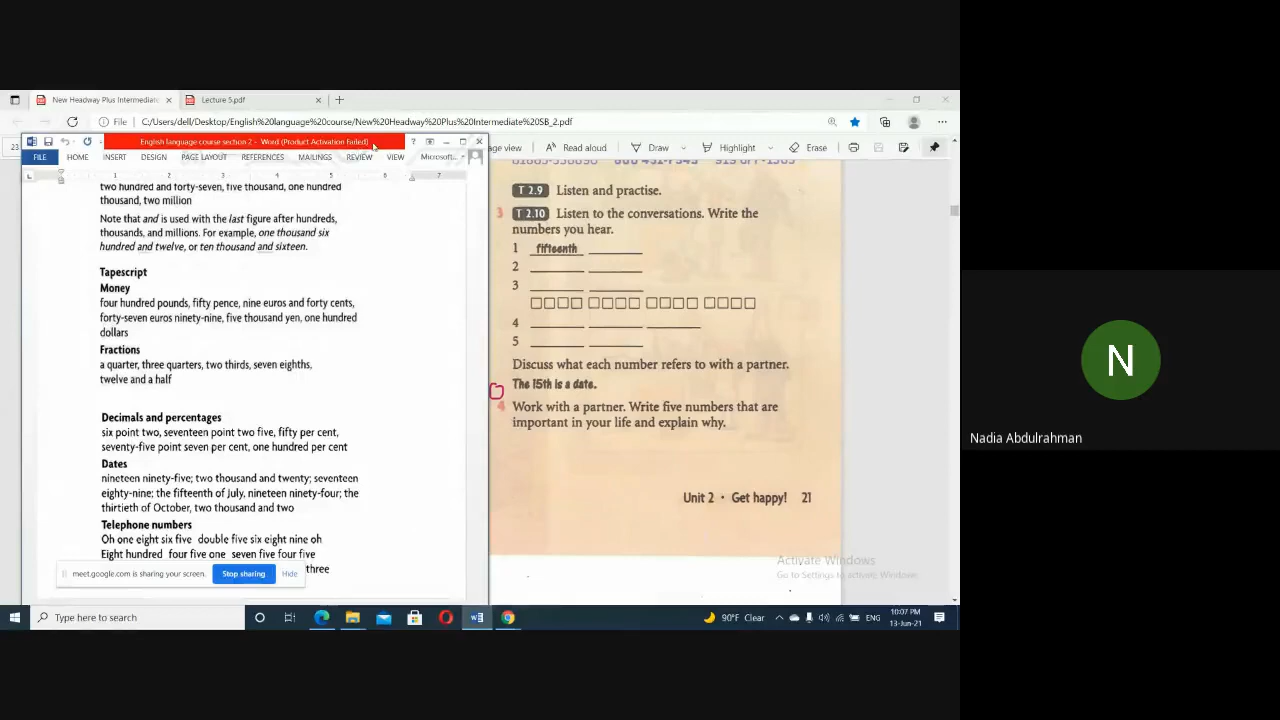 New Headway Plus Intermediate
Lecture 5.pdf
File
C:/Users/dell/Desktop/English%20language%20course/New%20Headway%20Plus%20Intermediate%20SB_2.pdf
23
English language course section 2 - Word (Product Activation Failed)
FILE HOME INSERT DESIGN PAGE LAYOUT REFERENCES MAILINGS REVIEW VIEW Microsoft...
age view Read aloud Draw Highlight Erase
1 2 3 4 5 6 7
two hundred and forty-seven, five thousand, one hundred
thousand, two million
Note that and is used with the last figure after hundreds,
thousands, and millions. For example, one thousand six
hundred and twelve, or ten thousand and sixteen.
Tapescript
Money
four hundred pounds, fifty pence, nine euros and forty cents,
forty-seven euros ninety-nine, five thousand yen, one hundred
dollars
Fractions
a quarter, three quarters, two thirds, seven eighths,
twelve and a half
Decimals and percentages
six point two, seventeen point two five, fifty per cent,
seventy-five point seven per cent, one hundred per cent
Dates
nineteen ninety-five; two thousand and twenty; seventeen
eighty-nine; the fifteenth of July, nineteen ninety-four; the
thirtieth of October, two thousand and two
Telephone numbers
Oh one eight six five double five six eight nine oh
Eight hundred four five one seven five four five
three
meet.google.com is sharing your screen.
Stop sharing
Hide
T 2.9 Listen and practise.
3 T 2.10 Listen to the conversations. Write the
numbers you hear.
1 fifteenth
2
3
4
5
Discuss what each number refers to with a partner.
The 15th is a date.
4 Work with a partner. Write five numbers that are
important in your life and explain why.
Unit 2 • Get happy! 21
Activate Windows
Go to Settings to activate Windows.
Type here to search
90°F Clear
ENG
10:07 PM
13-Jun-21
N
Nadia Abdulrahman